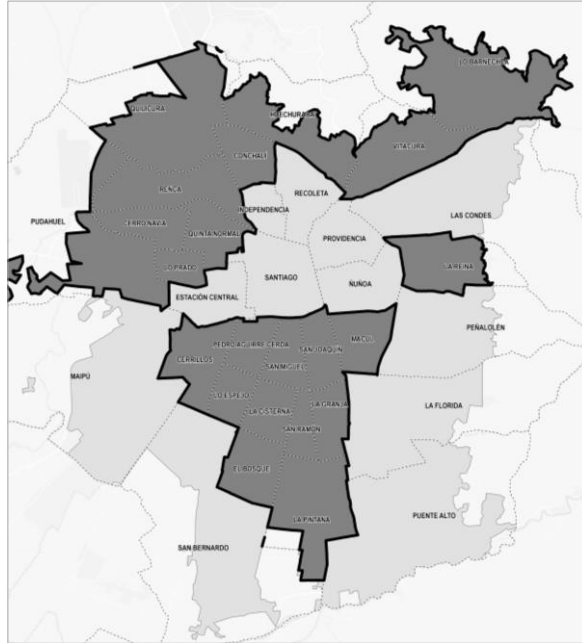 LO BARNECHEA
QUILICURA
HUECHURABA
VITACURA
CONCHALÍ
RENCA
RECOLETA
INDEPENDENCIA
LAS CONDES
PUDAHUEL
CERRO NAVIA
QUINTA NORMAL
PROVIDENCIA
LO PRADO
LA REINA
SANTIAGO
ÑUÑOA
ESTACIÓN CENTRAL
PEÑALOLÉN
PEDRO AGUIRRE CERDA
MACUL
SAN JOAQUÍN
CERRILLOS
SAN MIGUEL
MAIPÚ
LO ESPEJO
LA GRANJA
LA FLORIDA
LA CISTERNA
SAN RAMÓN
EL BOSQUE
PUENTE ALTO
LA PINTANA
SAN BERNARDO